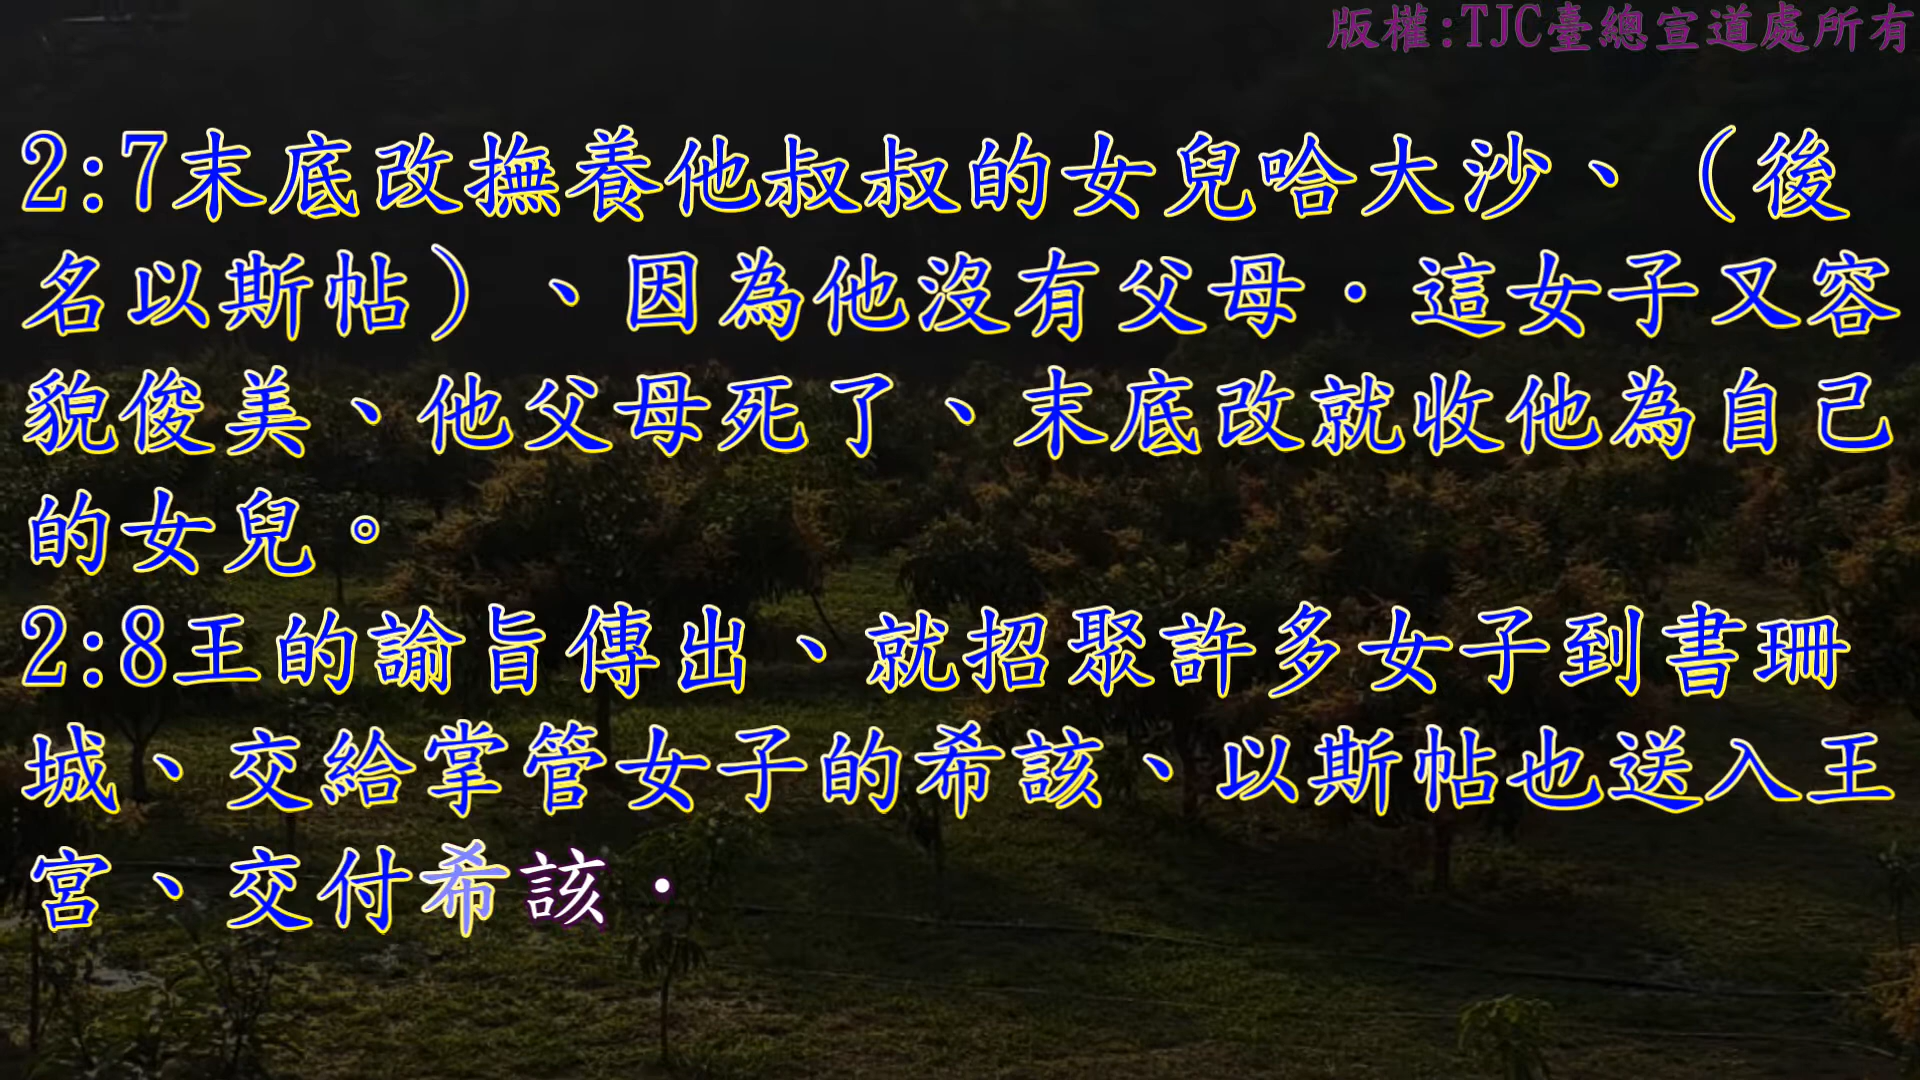 版權:TJC臺總宣道處所有
2:7末底改撫養他叔叔的女兒哈大沙、（後
名以斯帖）、因為他沒有父母．這女子又容
貌俊美、他父母死了、末底改就收他為自己
的女兒。
2:8王的諭旨傳出、就招聚許多女子到書珊
城、交給掌管女子的希該、以斯帖也送入王
宮、交付希該．